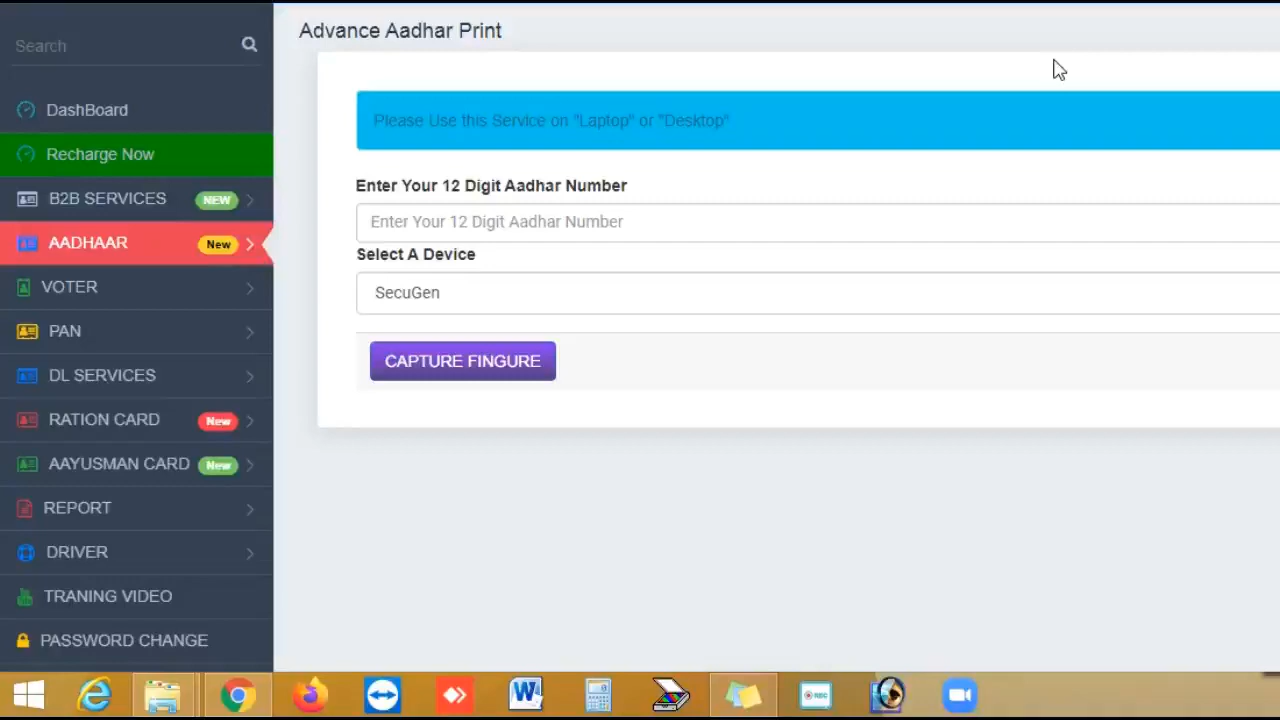 Advance Aadhar Print
Search
DashBoard
Recharge Now
B2B SERVICES NEW
AADHAAR New
VOTER
PAN
DL SERVICES
RATION CARD New
AAYUSMAN CARD New
REPORT
DRIVER
TRANING VIDEO
PASSWORD CHANGE
Please Use this Service on "Laptop" or "Desktop"
Enter Your 12 Digit Aadhar Number
Enter Your 12 Digit Aadhar Number
Select A Device
SecuGen
CAPTURE FINGURE
REC